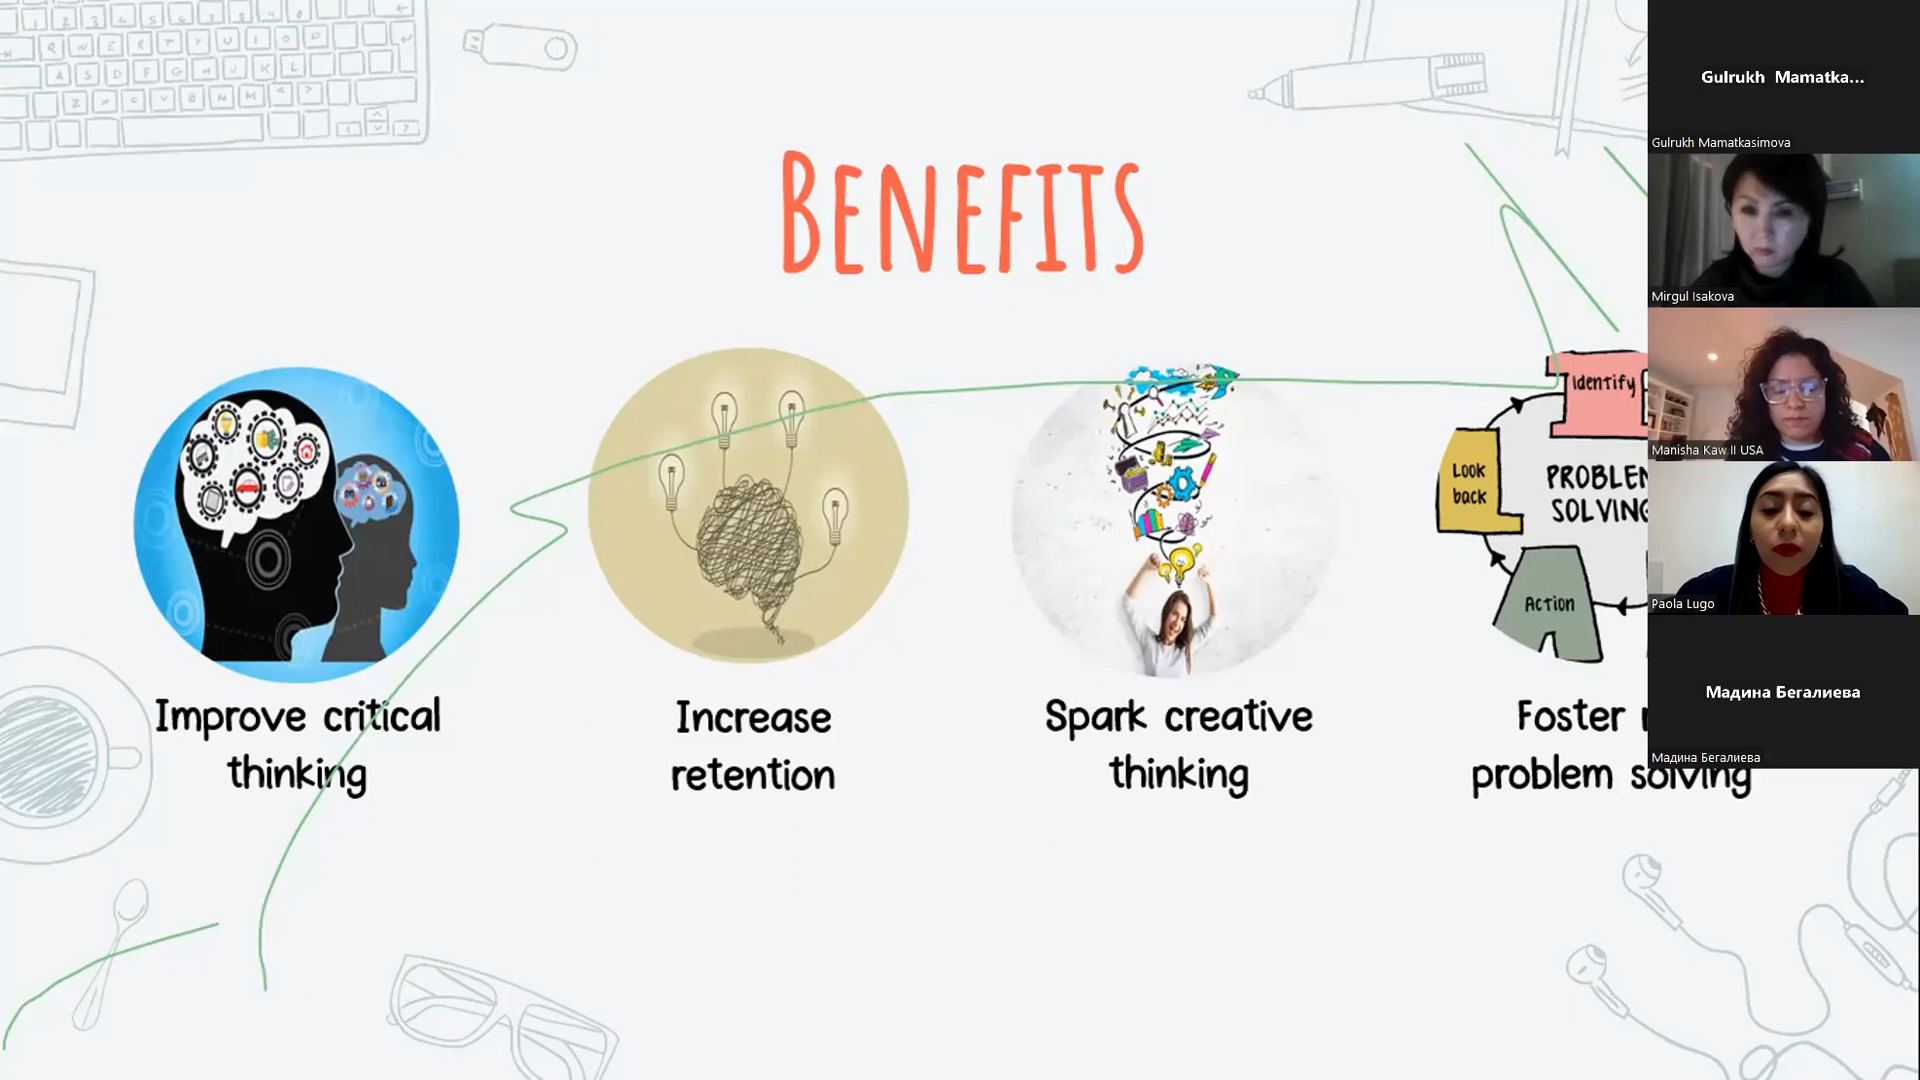 BENEFITS
Improve critical
thinking
Increase
retention
Spark creative
thinking
Identify
Look
back
PROBLEM
SOLVING
Action
Foster
problem solving
Gulrukh Mamatka...
Gulrukh Mamatkasimova
Mirgul Isakova
Manisha Kaw II USA
Paola Lugo
Мадина Бегалиева
Мадина Бегалиева